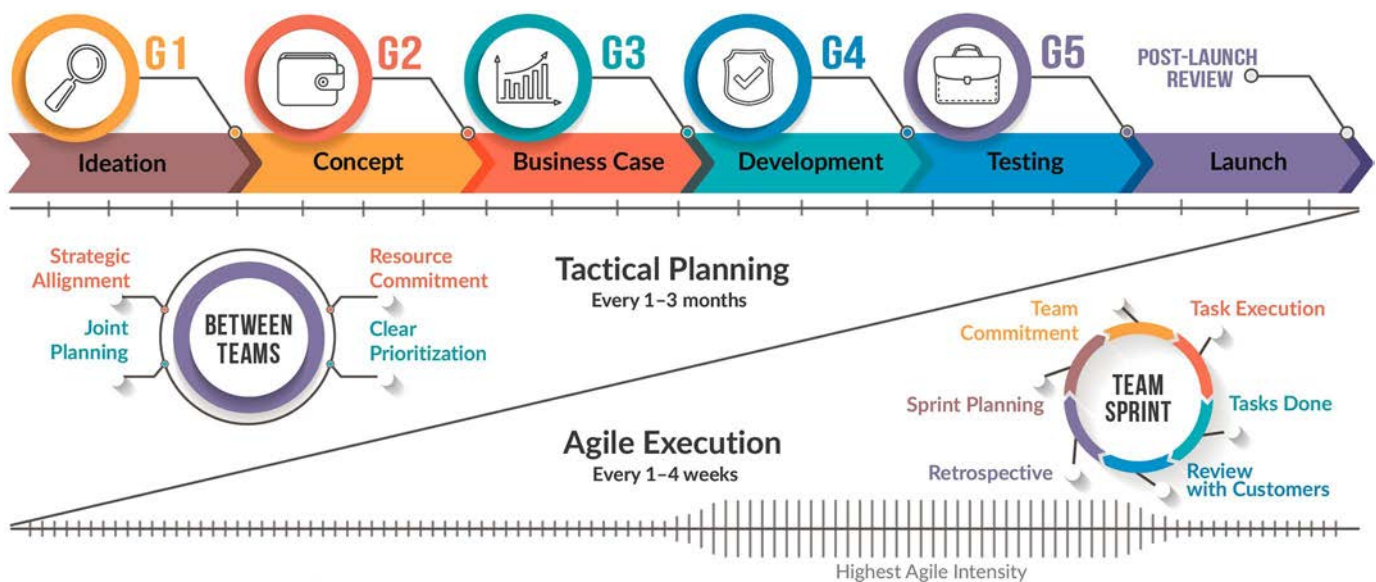 G1
G2
G3
G4
G5
POST-LAUNCH
REVIEW
Ideation
Concept
Business Case
Development
Testing
Launch
Strategic
Allignment
Joint
Planning
BETWEEN
TEAMS
Resource
Commitment
Clear
Prioritization
Tactical Planning
Every 1–3 months
Agile Execution
Every 1–4 weeks
Team
Commitment
Task Execution
Sprint Planning
TEAM
SPRINT
Tasks Done
Retrospective
Review
with Customers
Highest Agile Intensity